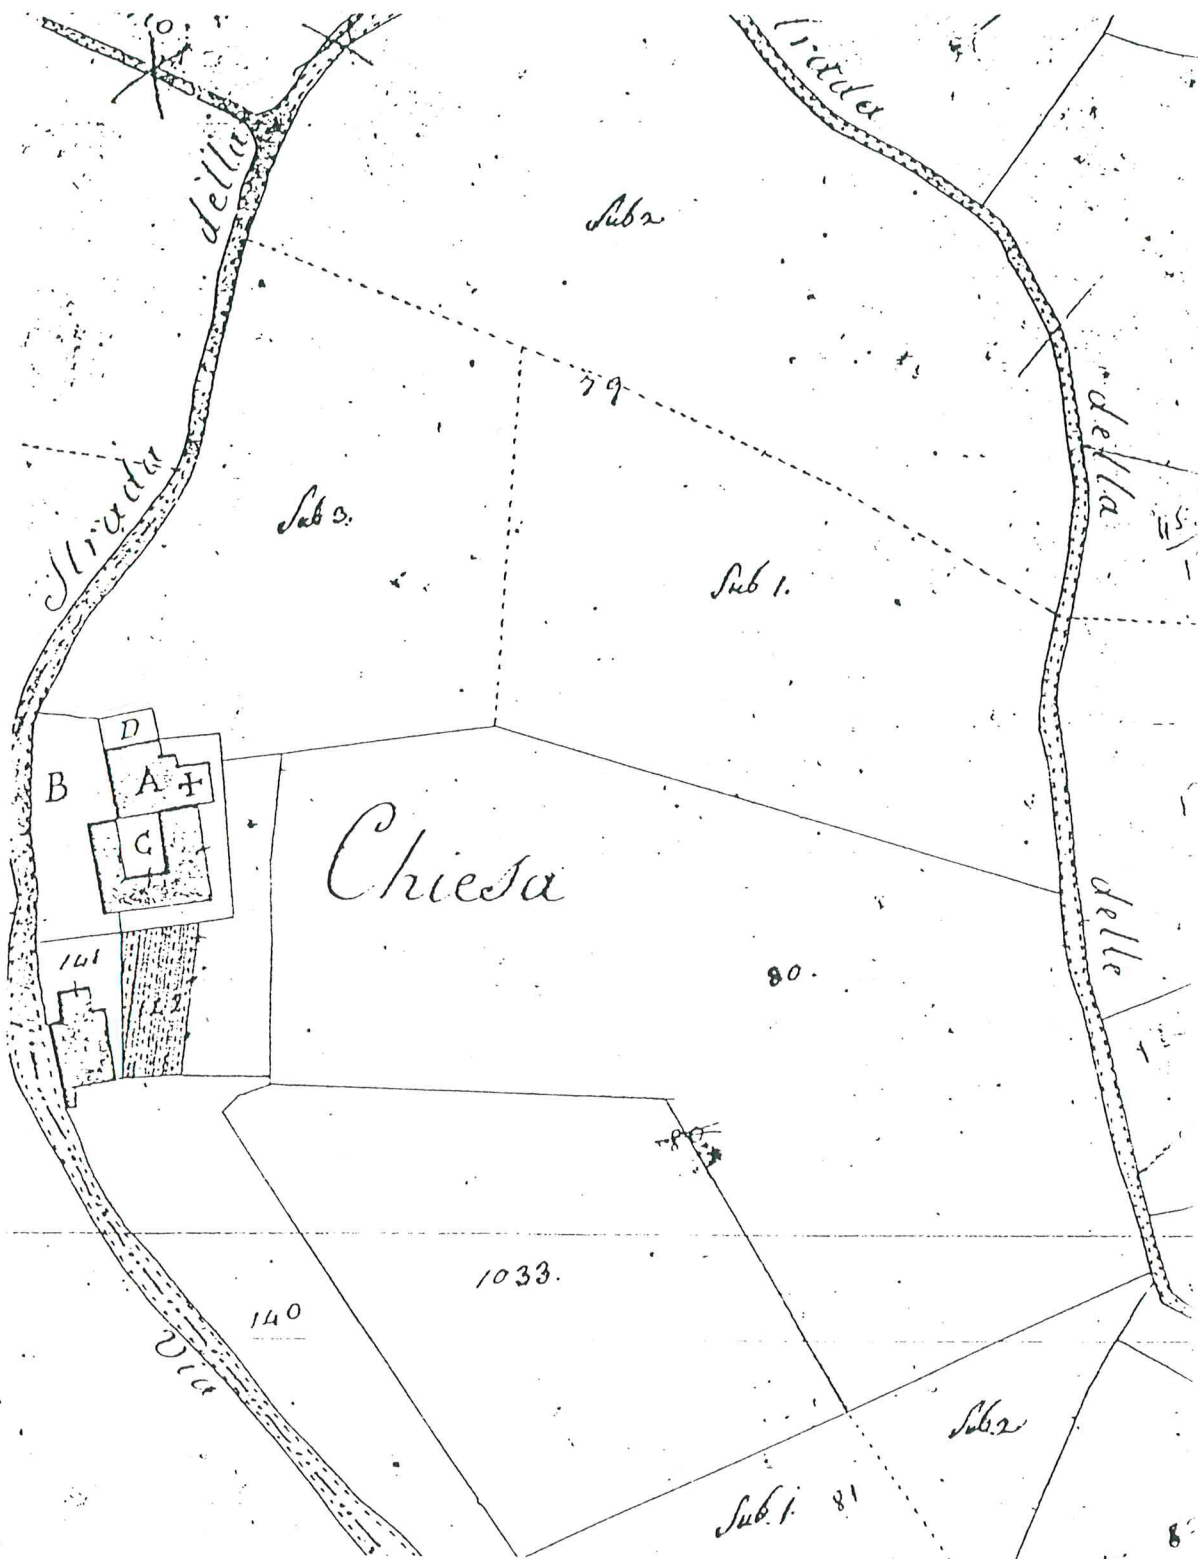 Strada
della
Strada
della
delle
Sub 2
79
Sub 3.
Sub 1.
D
B
A
C
Chiesa
80.
141
1033.
140
Via
Sub. 2
Sub. 1. 81